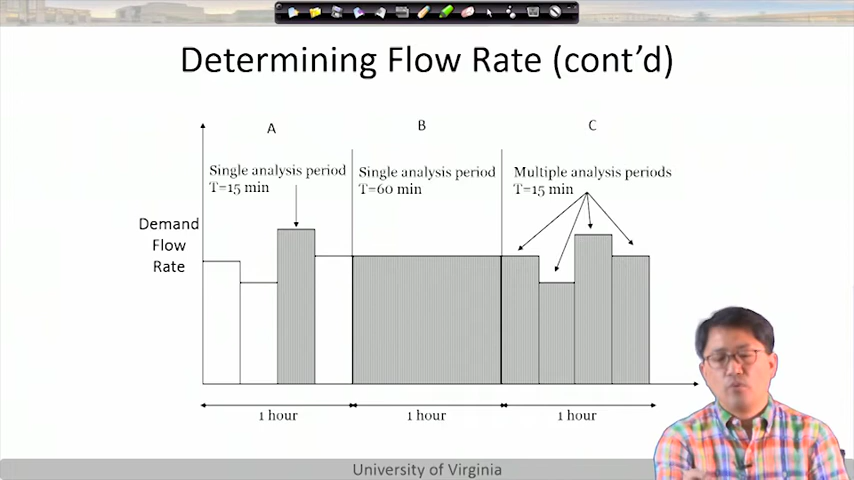 Determining Flow Rate (cont’d)
A
B
C
Single analysis period
T=15 min
Single analysis period
T=60 min
Multiple analysis periods
T=15 min
Demand
Flow
Rate
1 hour
1 hour
1 hour
University of Virginia